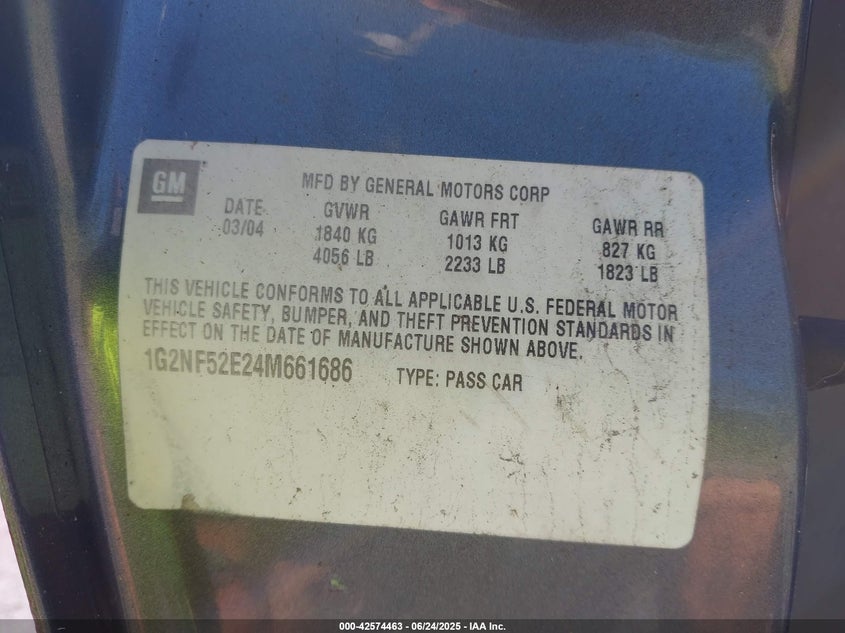 GM
MFD BY GENERAL MOTORS CORP
DATE GVWR GAWR FRT GAWR RR
03/04 1840 KG 1013 KG 827 KG
4056 LB 2233 LB 1823 LB
THIS VEHICLE CONFORMS TO ALL APPLICABLE U.S. FEDERAL MOTOR
VEHICLE SAFETY, BUMPER, AND THEFT PREVENTION STANDARDS IN
EFFECT ON THE DATE OF MANUFACTURE SHOWN ABOVE.
1G2NF52E24M661686 TYPE: PASS CAR
000-42574463 - 06/24/2025 - IAA Inc.